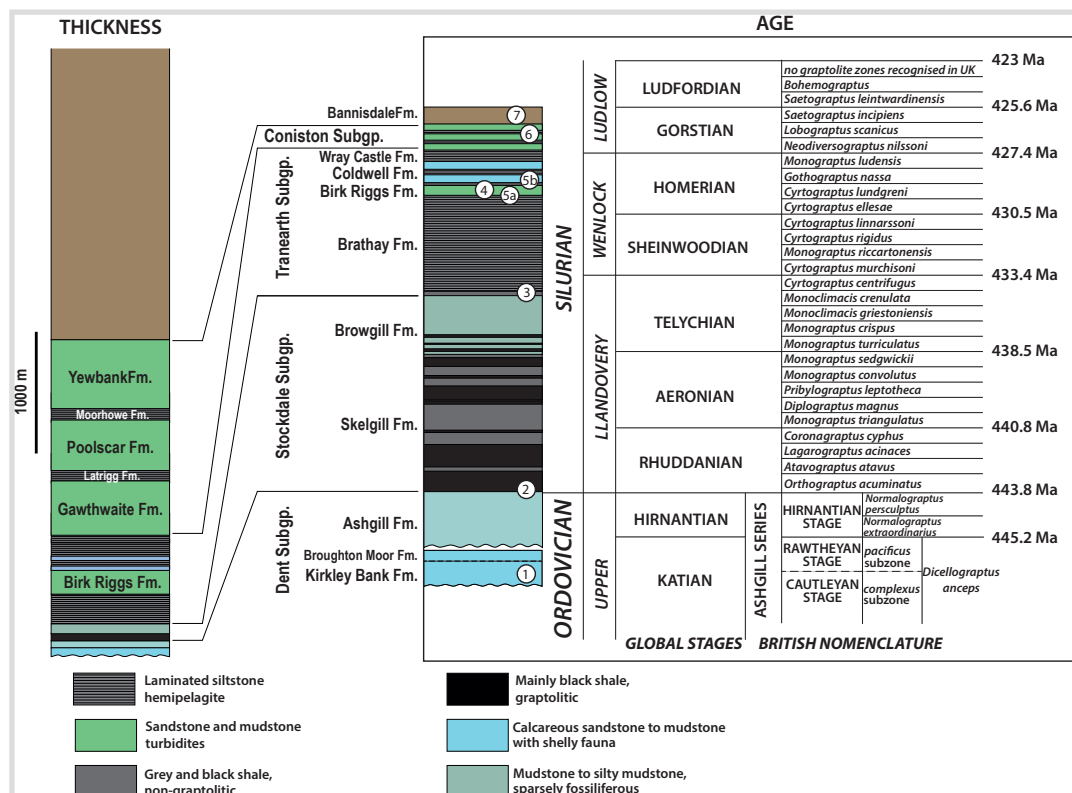 THICKNESS
AGE
1000 m
YewbankFm.
Moorhowe Fm.
Poolscar Fm.
Latrigg Fm.
Gawthwaite Fm.
Birk Riggs Fm.
BannisdaleFm.
Coniston Subgp.
Tranearth Subgp.
Wray Castle Fm.
Coldwell Fm.
Birk Riggs Fm.
Brathay Fm.
Stockdale Subgp.
Browgill Fm.
Skelgill Fm.
Dent Subgp.
Ashgill Fm.
Broughton Moor Fm.
Kirkley Bank Fm.
7
6
5b
4
5a
3
2
1
SILURIAN
ORDOVICIAN
LUDLOW
WENLOCK
LLANDOVERY
UPPER
LUDFORDIAN
GORSTIAN
HOMERIAN
SHEINWOODIAN
TELYCHIAN
AERONIAN
RHUDDANIAN
HIRNANTIAN
KATIAN
no graptolite zones recognised in UK
Bohemograptus
Saetograptus leintwardinensis
Saetograptus incipiens
Lobograptus scanicus
Neodiversograptus nilssoni
Monograptus ludensis
Gothograptus nassa
Cyrtograptus lundgreni
Cyrtograptus ellesae
Cyrtograptus linnarssoni
Cyrtograptus rigidus
Monograptus riccartonensis
Cyrtograptus murchisoni
Cyrtograptus centrifugus
Monoclimacis crenulata
Monoclimacis griestoniensis
Monograptus crispus
Monograptus turriculatus
Monograptus sedgwickii
Monograptus convolutus
Pribylograptus leptotheca
Diplograptus magnus
Monograptus triangulatus
Coronagraptus cyphus
Lagarograptus acinaces
Atavograptus atavus
Orthograptus acuminatus
423 Ma
425.6 Ma
427.4 Ma
430.5 Ma
433.4 Ma
438.5 Ma
440.8 Ma
443.8 Ma
445.2 Ma
ASHGILL SERIES
HIRNANTIAN
STAGE
Normalograptus
persculptus
Normalograptus
extraordinarius
RAWTHEYAN
STAGE
pacificus
subzone
CAUTLEYAN
STAGE
complexus
subzone
Dicellograptus
anceps
GLOBAL STAGES
BRITISH NOMENCLATURE
Laminated siltstone
hemipelagite
Sandstone and mudstone
turbidites
Grey and black shale,
non-graptolitic
Mainly black shale,
graptolitic
Calcareous sandstone to mudstone
with shelly fauna
Mudstone to silty mudstone,
sparsely fossiliferous